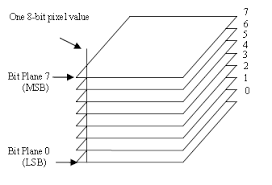 One 8-bit pixel value
7
6
5
4
3
2
1
0
Bit Plane 7
(MSB)
Bit Plane 0
(LSB)